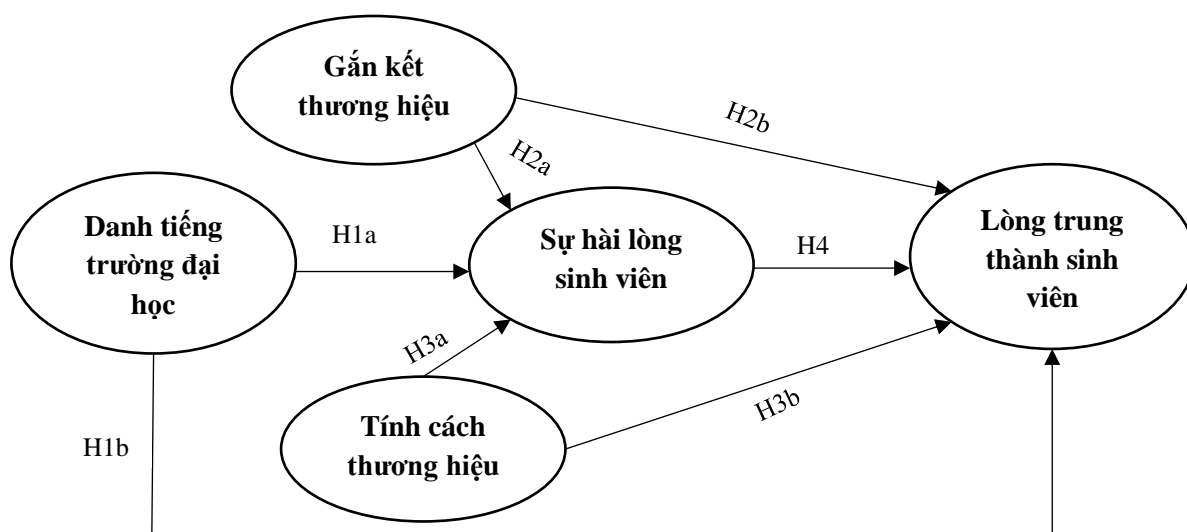 Gắn kết
thương hiệu
H2b
H2a
Danh tiếng
trường đại
học
H1a
Sự hài lòng
sinh viên
H4
Lòng trung
thành sinh
viên
H3a
H3b
Tính cách
thương hiệu
H1b